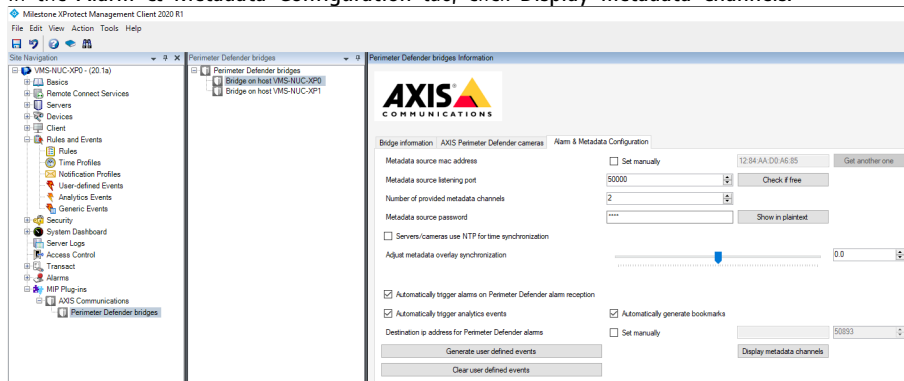 In the Alarm & Metadata Configuration tab, click Display metadata channels.
Milestone XProtect Management Client 2020 R1
File Edit View Action Tools Help
Site Navigation
VMS-NUC-XP0 - (20.1a)
Basics
Remote Connect Services
Servers
Devices
Client
Rules and Events
Rules
Time Profiles
Notification Profiles
User-defined Events
Analytics Events
Generic Events
Security
System Dashboard
Server Logs
Access Control
Transact
Alarms
MIP Plug-ins
AXIS Communications
Perimeter Defender bridges
Perimeter Defender bridges
Perimeter Defender bridges
Bridge on host VMS-NUC-XP0
Bridge on host VMS-NUC-XP1
Perimeter Defender bridges Information
AXIS
COMMUNICATIONS
Bridge information AXIS Perimeter Defender cameras Alarm & Metadata Configuration
Metadata source mac address Set manually 12:84:AA:D0:A6:85 Get another one
Metadata source listening port 50000 Check if free
Number of provided metadata channels 2
Metadata source password **** Show in plaintext
Servers/cameras use NTP for time synchronization
Adjust metadata overlay synchronization 0.0
Automatically trigger alarms on Perimeter Defender alarm reception
Automatically trigger analytics events Automatically generate bookmarks
Destination ip address for Perimeter Defender alarms Set manually 50893
Generate user defined events Display metadata channels
Clear user defined events